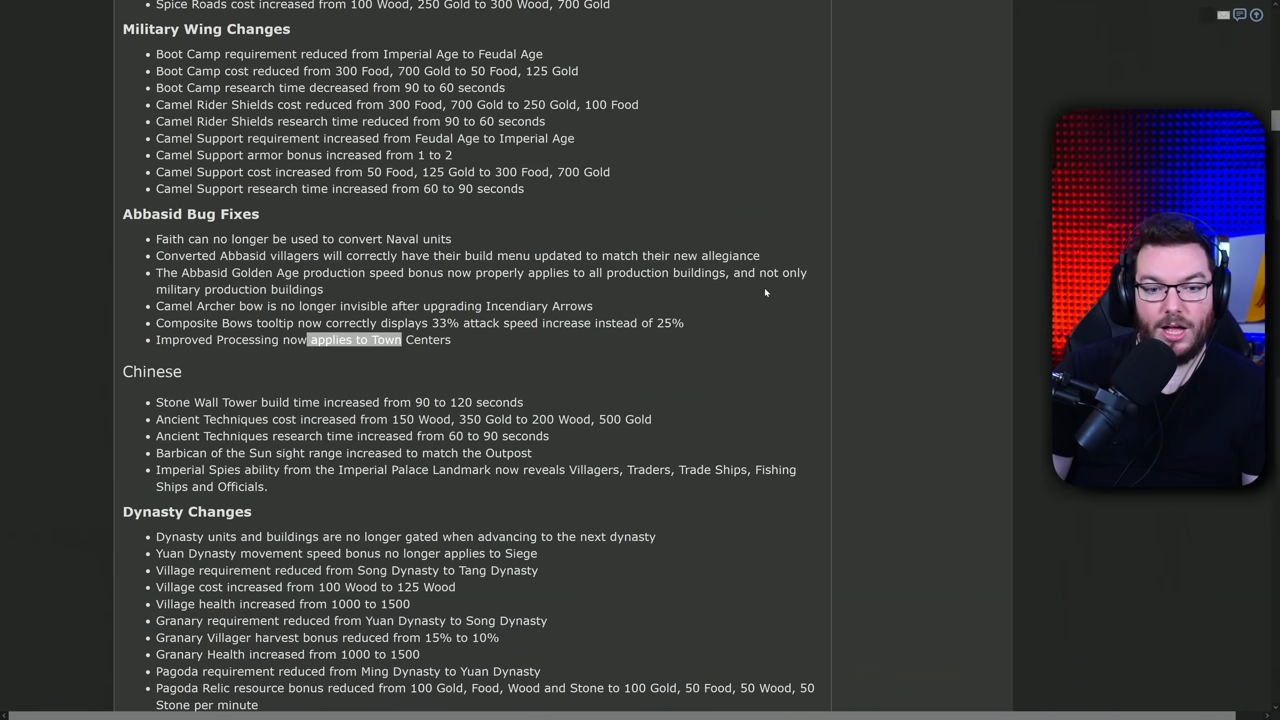 Spice Roads cost increased from 100 Wood, 250 Gold to 300 Wood, 700 Gold
Military Wing Changes
Boot Camp requirement reduced from Imperial Age to Feudal Age
Boot Camp cost reduced from 300 Food, 700 Gold to 50 Food, 125 Gold
Boot Camp research time decreased from 90 to 60 seconds
Camel Rider Shields cost reduced from 300 Food, 700 Gold to 250 Gold, 100 Food
Camel Rider Shields research time reduced from 90 to 60 seconds
Camel Support requirement increased from Feudal Age to Imperial Age
Camel Support armor bonus increased from 1 to 2
Camel Support cost increased from 50 Food, 125 Gold to 300 Food, 700 Gold
Camel Support research time increased from 60 to 90 seconds
Abbasid Bug Fixes
Faith can no longer be used to convert Naval units
Converted Abbasid villagers will correctly have their build menu updated to match their new allegiance
The Abbasid Golden Age production speed bonus now properly applies to all production buildings, and not only
military production buildings
Camel Archer bow is no longer invisible after upgrading Incendiary Arrows
Composite Bows tooltip now correctly displays 33% attack speed increase instead of 25%
Improved Processing now applies to Town Centers
Chinese
Stone Wall Tower build time increased from 90 to 120 seconds
Ancient Techniques cost increased from 150 Wood, 350 Gold to 200 Wood, 500 Gold
Ancient Techniques research time increased from 60 to 90 seconds
Barbican of the Sun sight range increased to match the Outpost
Imperial Spies ability from the Imperial Palace Landmark now reveals Villagers, Traders, Trade Ships, Fishing
Ships and Officials.
Dynasty Changes
Dynasty units and buildings are no longer gated when advancing to the next dynasty
Yuan Dynasty movement speed bonus no longer applies to Siege
Village requirement reduced from Song Dynasty to Tang Dynasty
Village cost increased from 100 Wood to 125 Wood
Village health increased from 1000 to 1500
Granary requirement reduced from Yuan Dynasty to Song Dynasty
Granary Villager harvest bonus reduced from 15% to 10%
Granary Health increased from 1000 to 1500
Pagoda requirement reduced from Ming Dynasty to Yuan Dynasty
Pagoda Relic resource bonus reduced from 100 Gold, Food, Wood and Stone to 100 Gold, 50 Food, 50 Wood, 50
Stone per minute